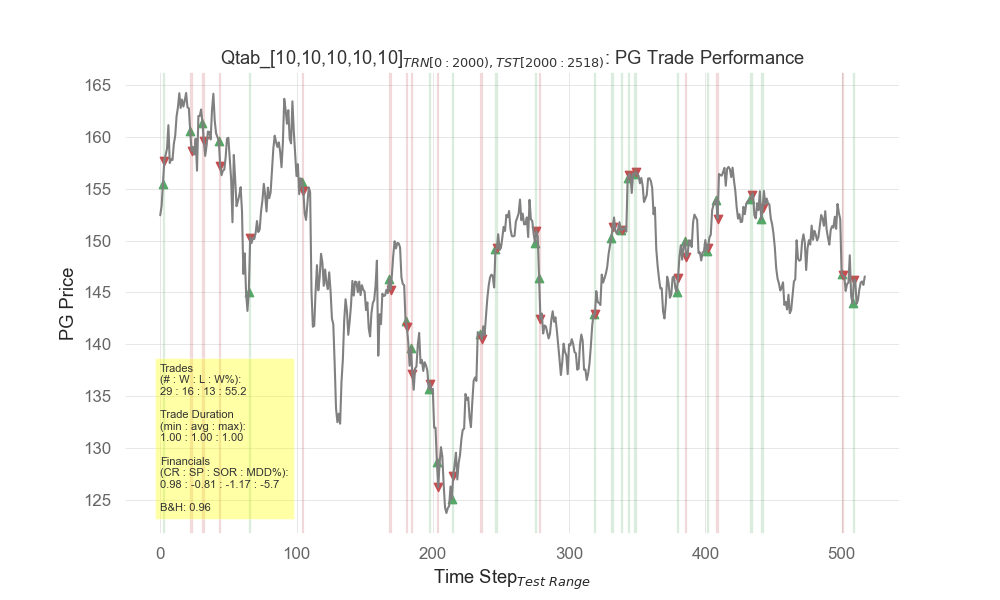 Qtab_[10,10,10,10,10]TRN[0 : 2000), TST[2000 : 2518): PG Trade Performance
165
160
155
150
145
140
135
130
125
PG Price
Trades
(# : W : L : W%):
29 : 16 : 13 : 55.2
Trade Duration
(min : avg : max):
1.00 : 1.00 : 1.00
Financials
(CR : SP : SOR : MDD%):
0.98 : -0.81 : -1.17 : -5.7
B&H: 0.96
0 100 200 300 400 500
Time StepTest Range